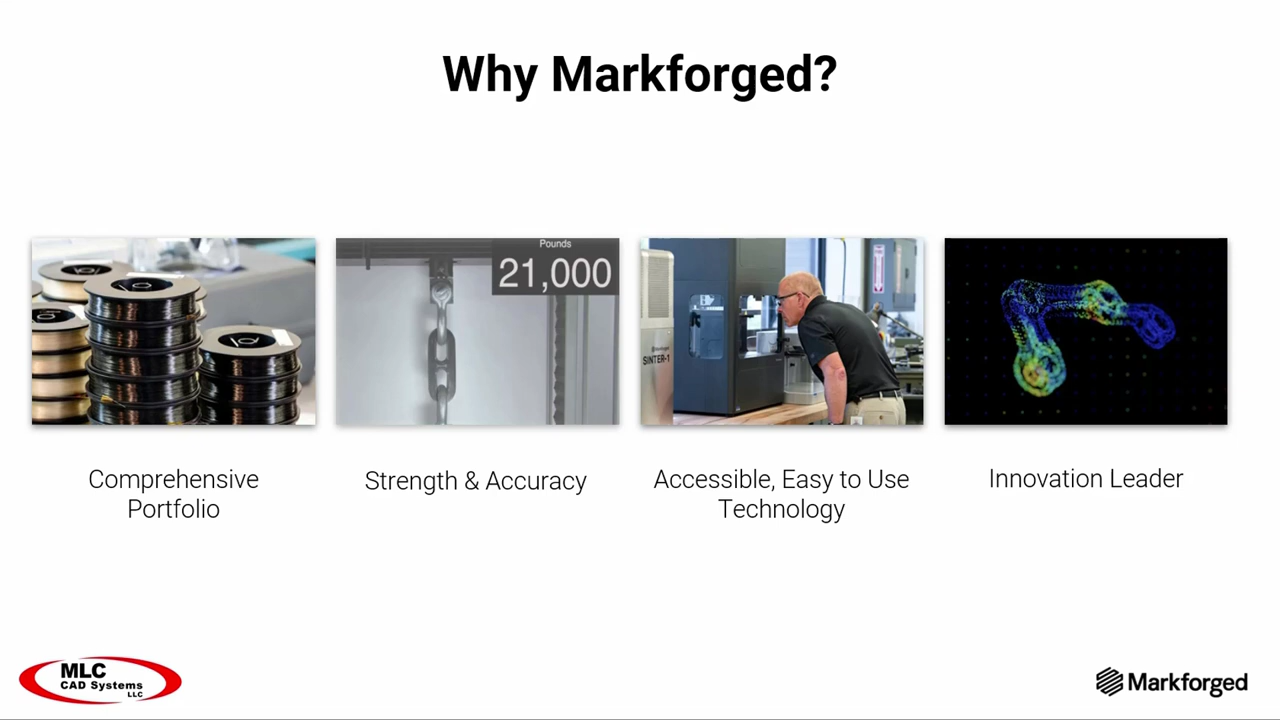 Why Markforged?
Pounds
21,000
Markforged
SINTER-1
Comprehensive
Portfolio
Strength & Accuracy
Accessible, Easy to Use
Technology
Innovation Leader
MLC
CAD Systems
LLC
Markforged